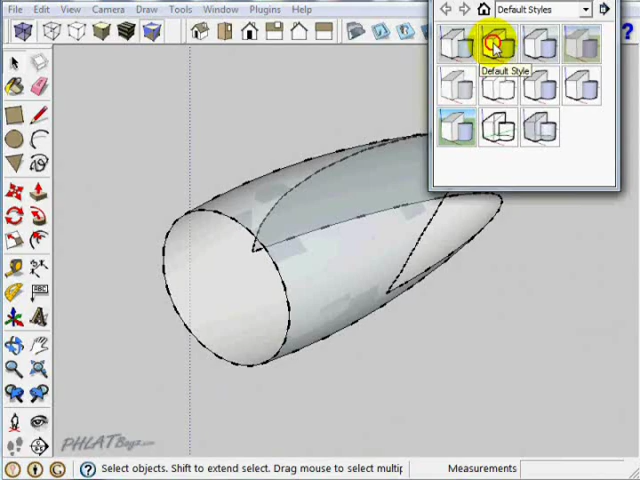 File Edit View Camera Draw Tools Window Plugins Help
Default Styles
?
Default Style
PHLATBoyz.com
Select objects. Shift to extend select. Drag mouse to select multip
Measurements